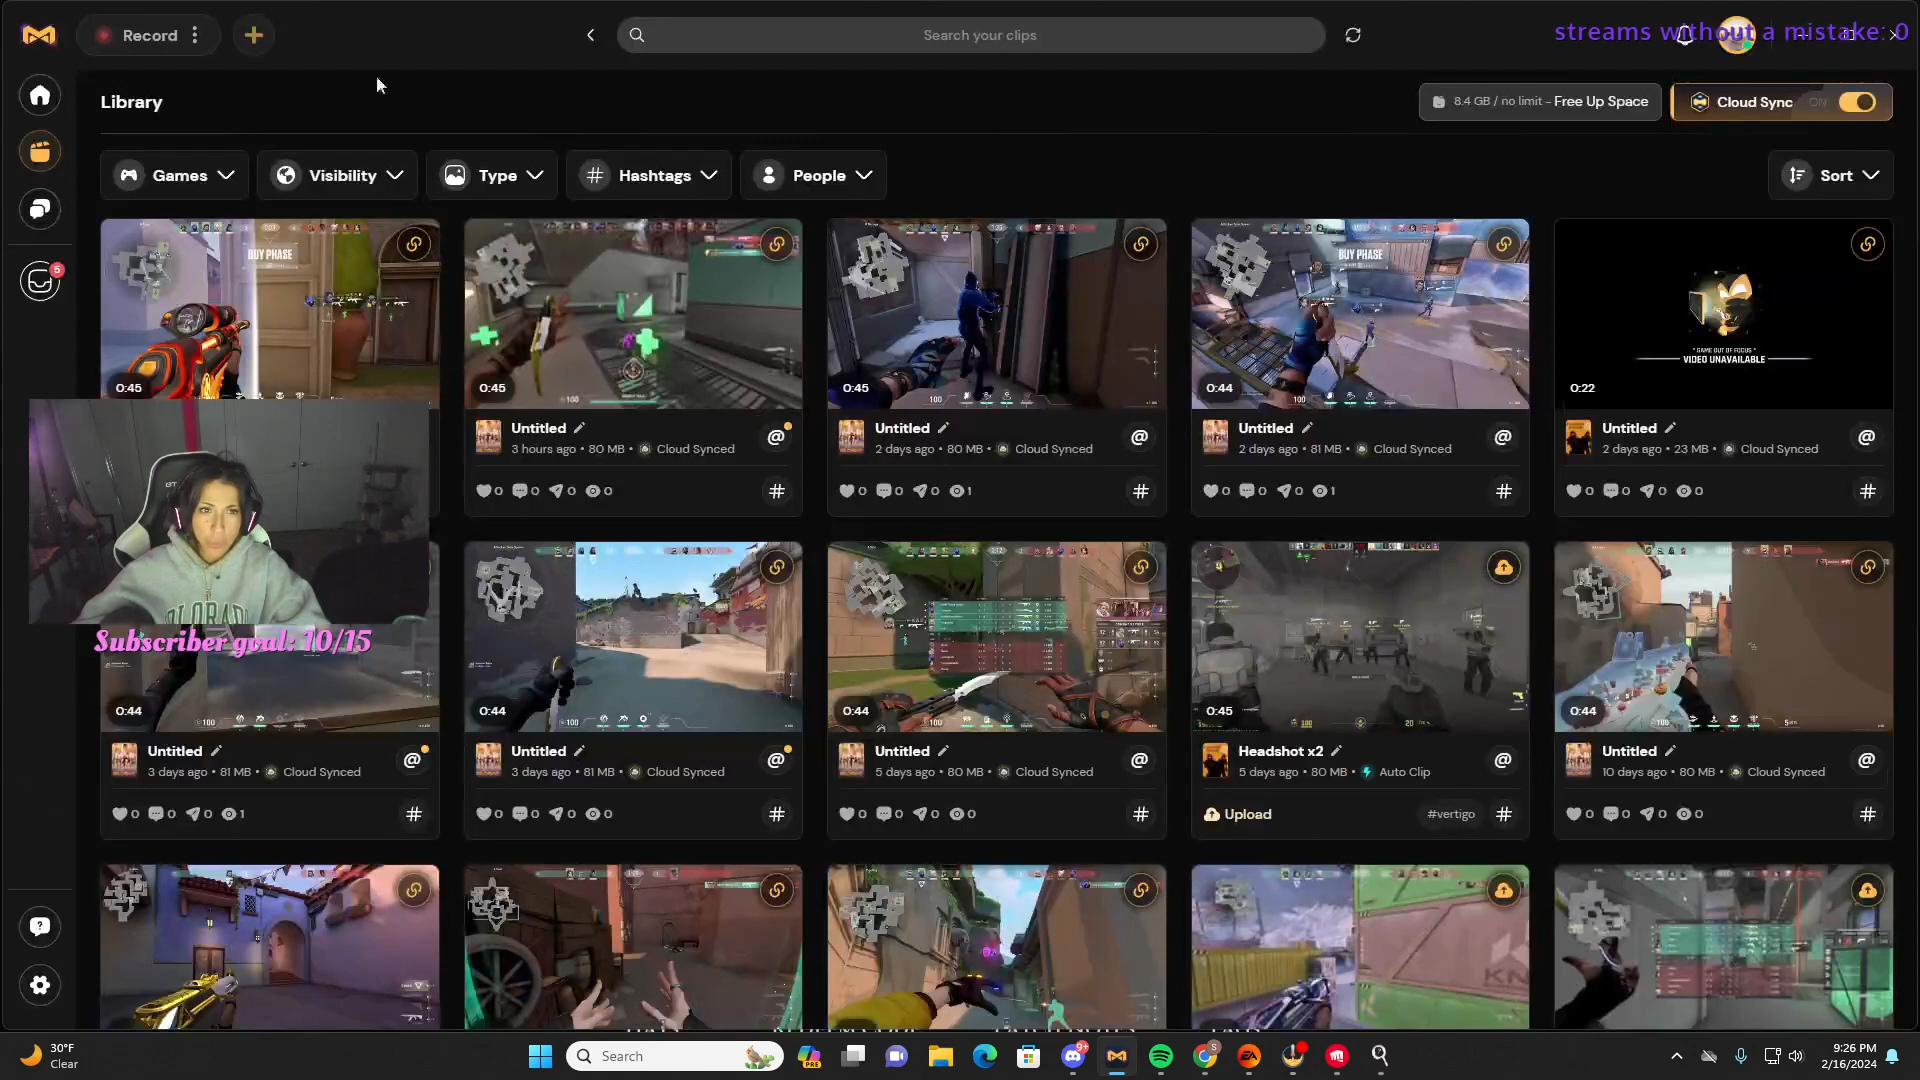 Record
Search your clips
streams without a mistake: 0
Library
8.4 GB / no limit - Free Up Space
Cloud Sync
ON
Games
Visibility
Type
Hashtags
People
Sort
BUY PHASE
BUY PHASE
* GAME OUT OF FOCUS *
VIDEO UNAVAILABLE
0:45
0:45
0:45
0:44
0:22
Untitled
3 hours ago • 80 MB • Cloud Synced
0 0 0 0
Untitled
2 days ago • 80 MB • Cloud Synced
0 0 0 1
Untitled
2 days ago • 81 MB • Cloud Synced
0 0 0 1
Untitled
2 days ago • 23 MB • Cloud Synced
0 0 0 0
5
Subscriber goal: 10/15
0:44
0:44
0:44
0:45
0:44
Untitled
3 days ago • 81 MB • Cloud Synced
0 0 0 1
Untitled
3 days ago • 81 MB • Cloud Synced
0 0 0 0
Untitled
5 days ago • 80 MB • Cloud Synced
0 0 0 0
Headshot x2
5 days ago • 80 MB • Auto Clip
Upload
#vertigo
Untitled
10 days ago • 80 MB • Cloud Synced
0 0 0 0
30°F
Clear
Search
PRE
9+
9:26 PM
2/16/2024